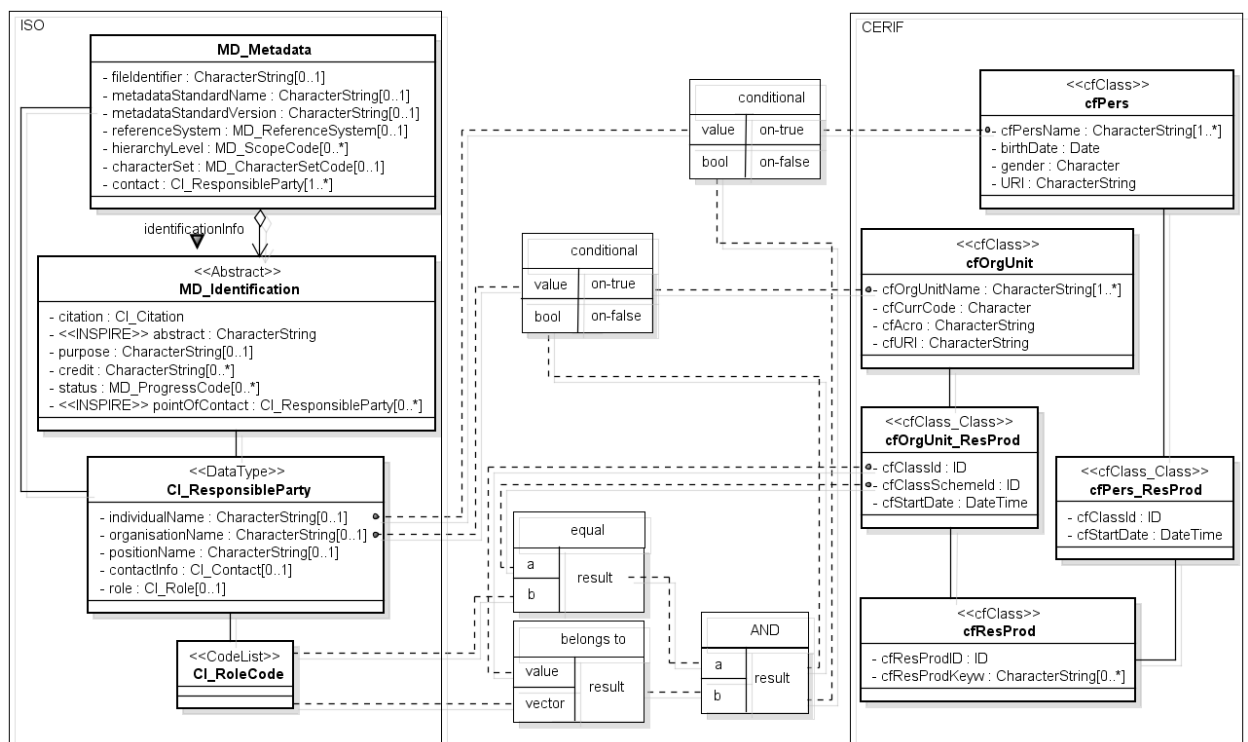 ISO
MD_Metadata
- fileIdentifier : CharacterString[0..1]
- metadataStandardName : CharacterString[0..1]
- metadataStandardVersion : CharacterString[0..1]
- referenceSystem : MD_ReferenceSystem[0..1]
- hierarchyLevel : MD_ScopeCode[0..*]
- characterSet : MD_CharacterSetCode[0..1]
- contact : CI_ResponsibleParty[1..*]
identificationInfo
<<Abstract>>
MD_Identification
- citation : CI_Citation
- <<INSPIRE>> abstract : CharacterString
- purpose : CharacterString[0..1]
- credit : CharacterString[0..*]
- status : MD_ProgressCode[0..*]
- <<INSPIRE>> pointOfContact : CI_ResponsibleParty[0..*]
<<DataType>>
CI_ResponsibleParty
- individualName : CharacterString[0..1]
- organisationName : CharacterString[0..1]
- positionName : CharacterString[0..1]
- contactInfo : CI_Contact[0..1]
- role : CI_Role[0..1]
<<CodeList>>
CI_RoleCode
conditional
value on-true
bool on-false
conditional
value on-true
bool on-false
equal
a
result
b
belongs to
value
result
vector
AND
a
result
b
CERIF
<<cfClass>>
cfPers
- cfPersName : CharacterString[1..*]
- birthDate : Date
- gender : Character
- URI : CharacterString
<<cfClass>>
cfOrgUnit
- cfOrgUnitName : CharacterString[1..*]
- cfCurrCode : Character
- cfAcro : CharacterString
- cfURI : CharacterString
<<cfClass_Class>>
cfOrgUnit_ResProd
- cfClassId : ID
- cfClassSchemeId : ID
- cfStartDate : DateTime
<<cfClass_Class>>
cfPers_ResProd
- cfClassId : ID
- cfStartDate : DateTime
<<cfClass>>
cfResProd
- cfResProdID : ID
- cfResProdKeyw : CharacterString[0..*]